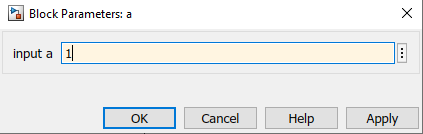 Block Parameters: a
input a 1
OK Cancel Help Apply